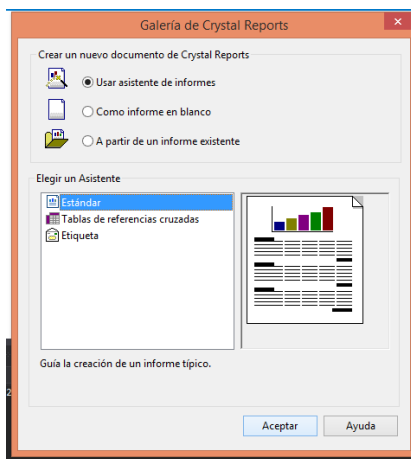 Galería de Crystal Reports
Crear un nuevo documento de Crystal Reports
Usar asistente de informes
Como informe en blanco
A partir de un informe existente
Elegir un Asistente
Estándar
Tablas de referencias cruzadas
Etiqueta
Guía la creación de un informe típico.
2
Aceptar Ayuda